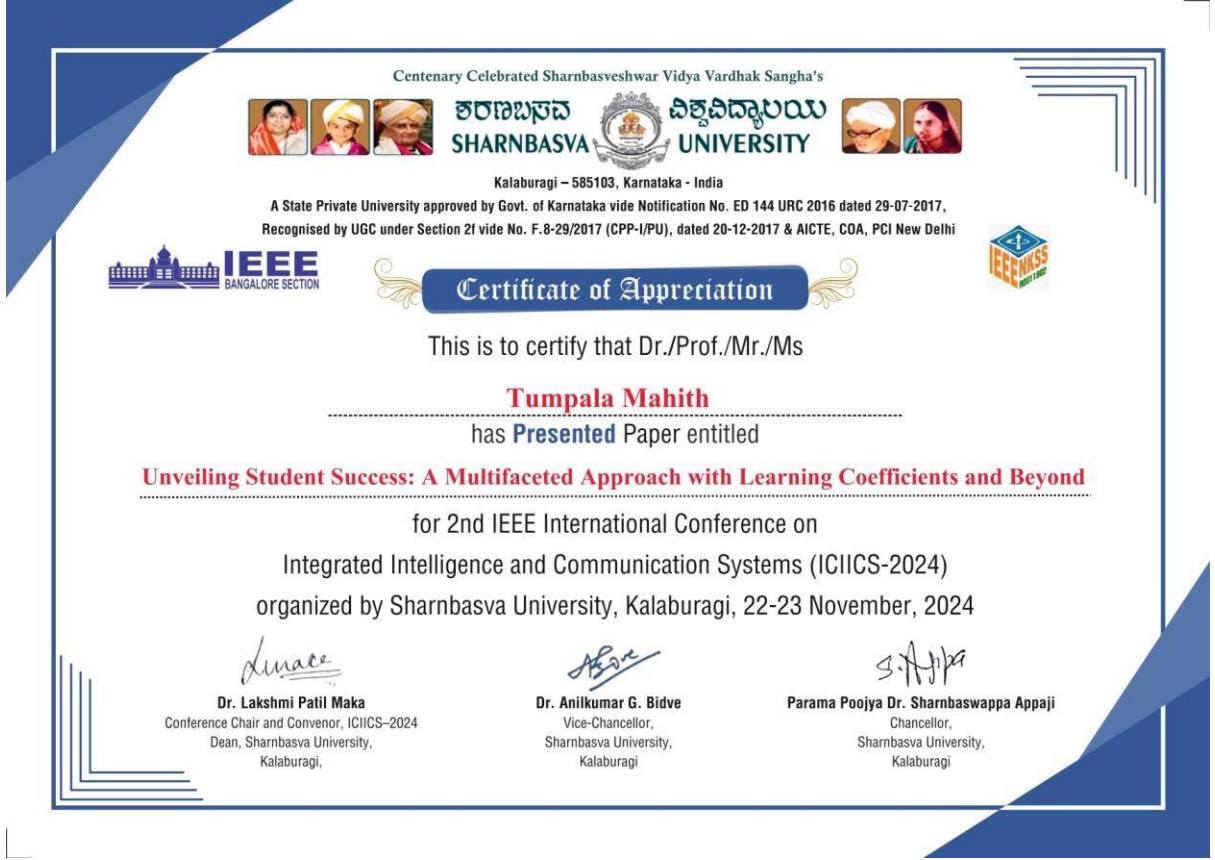 Centenary Celebrated Sharnbasveshwar Vidya Vardhak Sangha's
ಶರಣಬಸವ ವಿಶ್ವವಿದ್ಯಾಲಯ
SHARNBASVA UNIVERSITY
Kalaburagi – 585103, Karnataka - India
A State Private University approved by Govt. of Karnataka vide Notification No. ED 144 URC 2016 dated 29-07-2017,
Recognised by UGC under Section 2f vide No. F.8-29/2017 (CPP-I/PU), dated 20-12-2017 & AICTE, COA, PCI New Delhi
IEEE
BANGALORE SECTION
Certificate of Appreciation
IEEENKSS
This is to certify that Dr./Prof./Mr./Ms
Tumpala Mahith
has Presented Paper entitled
Unveiling Student Success: A Multifaceted Approach with Learning Coefficients and Beyond
for 2nd IEEE International Conference on
Integrated Intelligence and Communication Systems (ICIICS-2024)
organized by Sharnbasva University, Kalaburagi, 22-23 November, 2024
S. Appa
Dr. Lakshmi Patil Maka
Conference Chair and Convenor, ICIICS–2024
Dean, Sharnbasva University,
Kalaburagi,
Dr. Anilkumar G. Bidve
Vice-Chancellor,
Sharnbasva University,
Kalaburagi
Parama Poojya Dr. Sharnbaswappa Appaji
Chancellor,
Sharnbasva University,
Kalaburagi